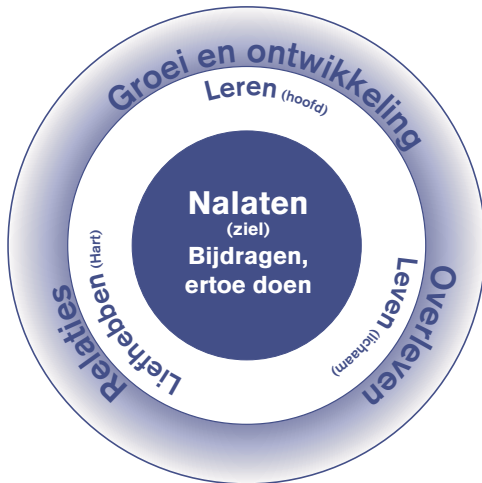 Groei en ontwikkeling
Leren (hoofd)
Nalaten
(ziel)
Bijdragen,
ertoe doen
Leven (lichaam)
Overleven
Liefhebben (Hart)
Relaties